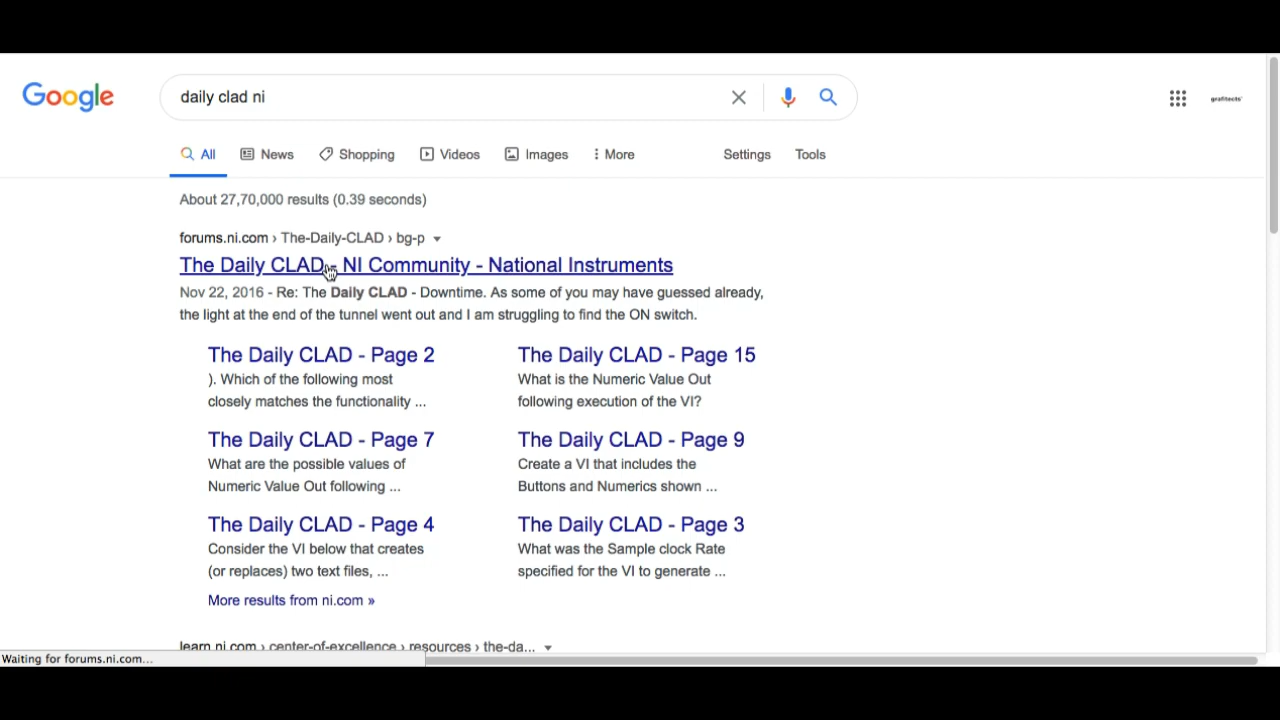 Google
daily clad ni
grafitects
All News Shopping Videos Images More Settings Tools
About 27,70,000 results (0.39 seconds)
forums.ni.com › The-Daily-CLAD › bg-p
The Daily CLAD - NI Community - National Instruments
Nov 22, 2016 - Re: The Daily CLAD - Downtime. As some of you may have guessed already,
the light at the end of the tunnel went out and I am struggling to find the ON switch.
The Daily CLAD - Page 2
). Which of the following most
closely matches the functionality ...
The Daily CLAD - Page 15
What is the Numeric Value Out
following execution of the VI?
The Daily CLAD - Page 7
What are the possible values of
Numeric Value Out following ...
The Daily CLAD - Page 9
Create a VI that includes the
Buttons and Numerics shown ...
The Daily CLAD - Page 4
Consider the VI below that creates
(or replaces) two text files, ...
The Daily CLAD - Page 3
What was the Sample clock Rate
specified for the VI to generate ...
More results from ni.com »
learn.ni.com › center-of-excellence › resources › the-da...
Waiting for forums.ni.com...